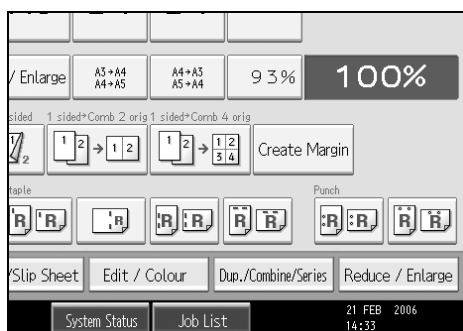 / Enlarge A3→A4 A4→A3 93% 100%
A4→A5 A5→A4
sided 1 sided→Comb 2 orig 1 sided→Comb 4 orig
2 1 2 → 1 2 1 2 → 1 2 3 4 Create Margin
taple Punch
R R R R R R R R R R R
/Slip Sheet Edit / Colour Dup./Combine/Series Reduce / Enlarge
System Status Job List 21 FEB 2006
14:33